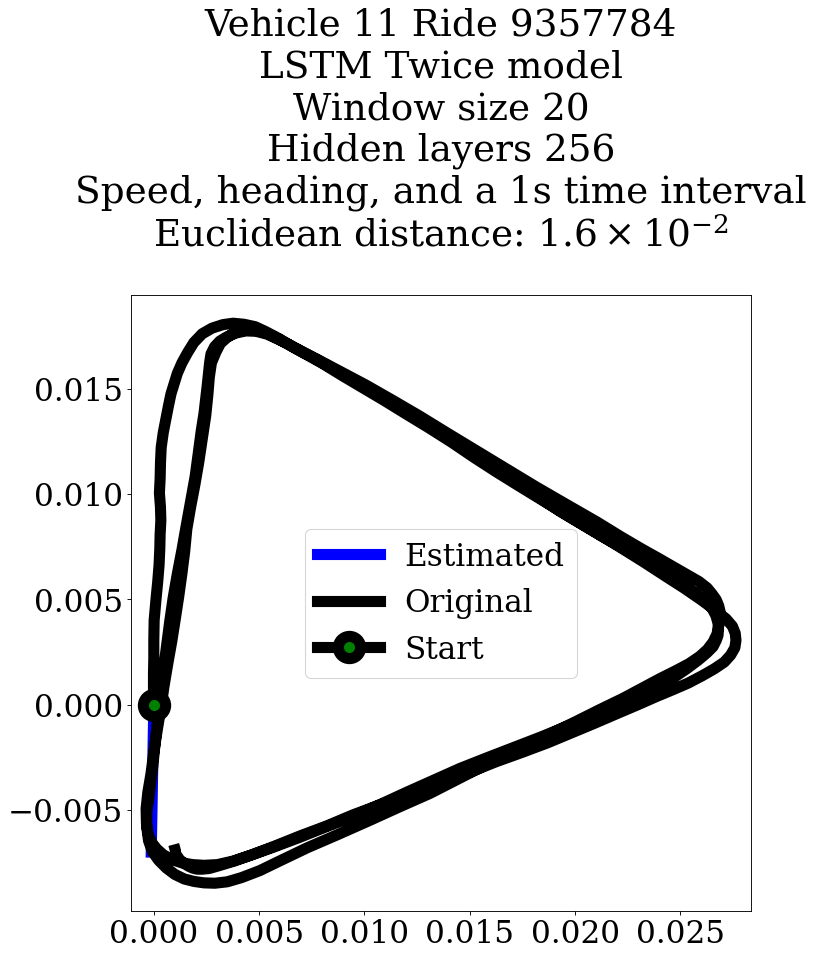 Vehicle 11 Ride 9357784
LSTM Twice model
Window size 20
Hidden layers 256
Speed, heading, and a 1s time interval
Euclidean distance: 1.6 × 10⁻²
0.015
0.010
0.005
0.000
−0.005
Estimated
Original
Start
0.000 0.005 0.010 0.015 0.020 0.025